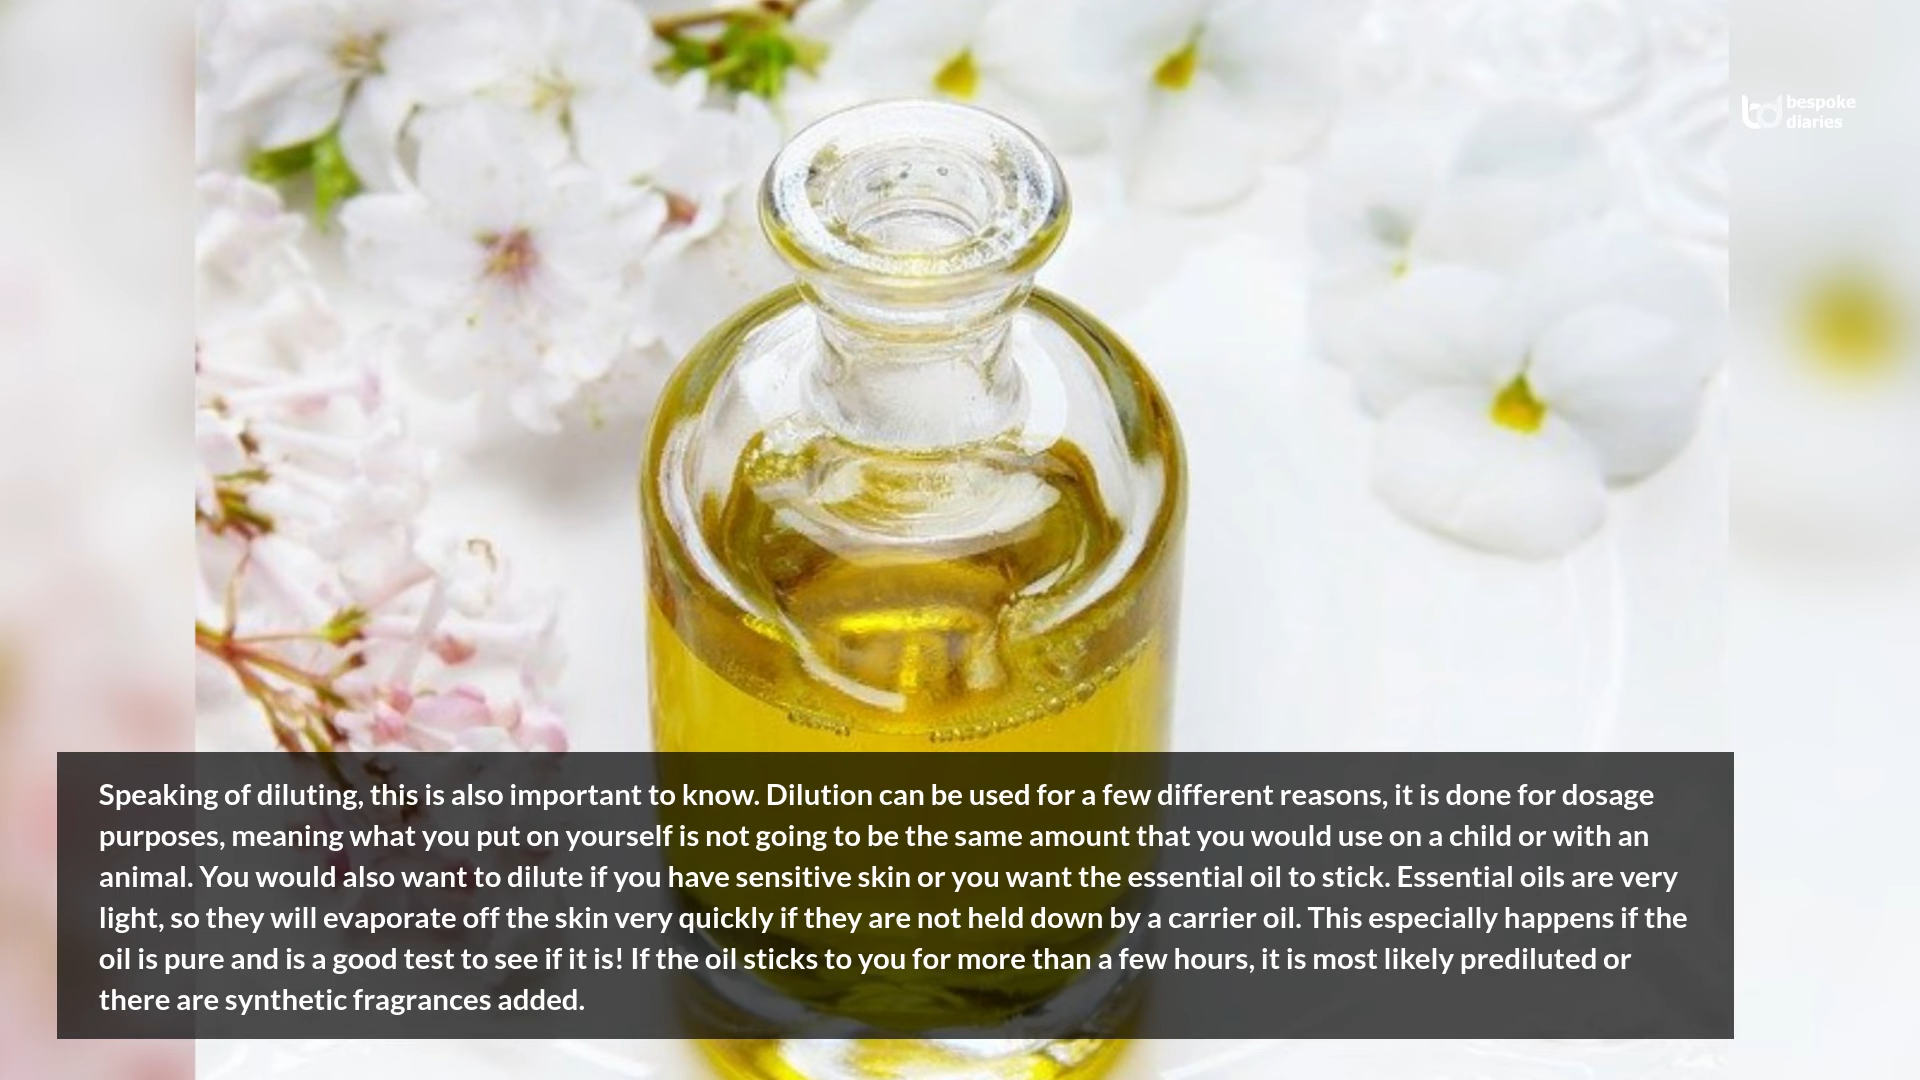 bespoke
diaries
Speaking of diluting, this is also important to know. Dilution can be used for a few different reasons, it is done for dosage
purposes, meaning what you put on yourself is not going to be the same amount that you would use on a child or with an
animal. You would also want to dilute if you have sensitive skin or you want the essential oil to stick. Essential oils are very
light, so they will evaporate off the skin very quickly if they are not held down by a carrier oil. This especially happens if the
oil is pure and is a good test to see if it is! If the oil sticks to you for more than a few hours, it is most likely prediluted or
there are synthetic fragrances added.